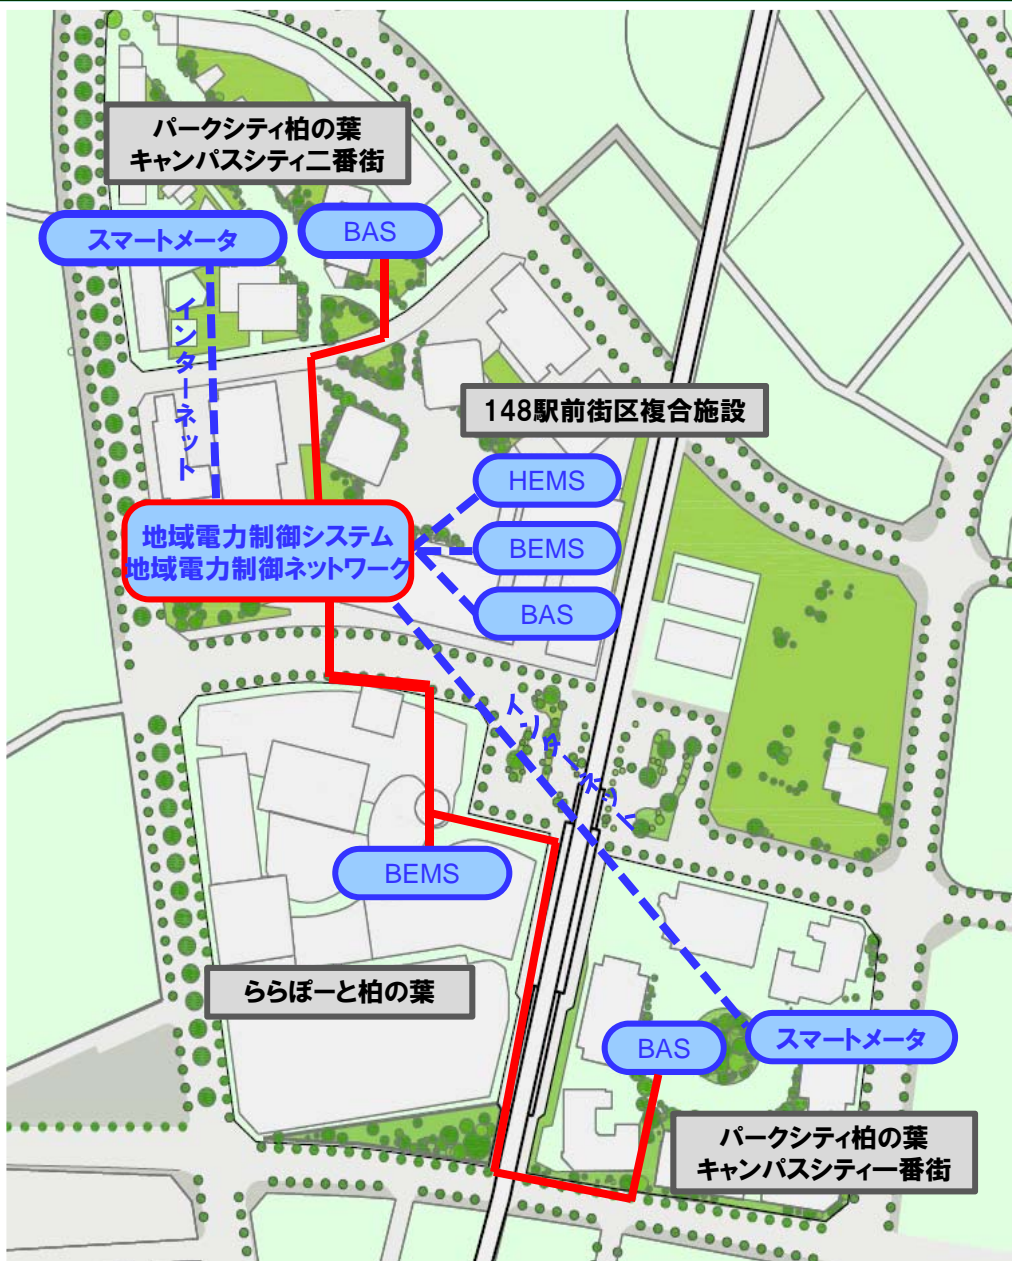 パークシティ柏の葉
キャンパスシティ二番街
スマートメータ
BAS
インターネット
148駅前街区複合施設
HEMS
BEMS
BAS
地域電力制御システム
地域電力制御ネットワーク
インターネット
BEMS
ららぽーと柏の葉
BAS
スマートメータ
パークシティ柏の葉
キャンパスシティ一番街